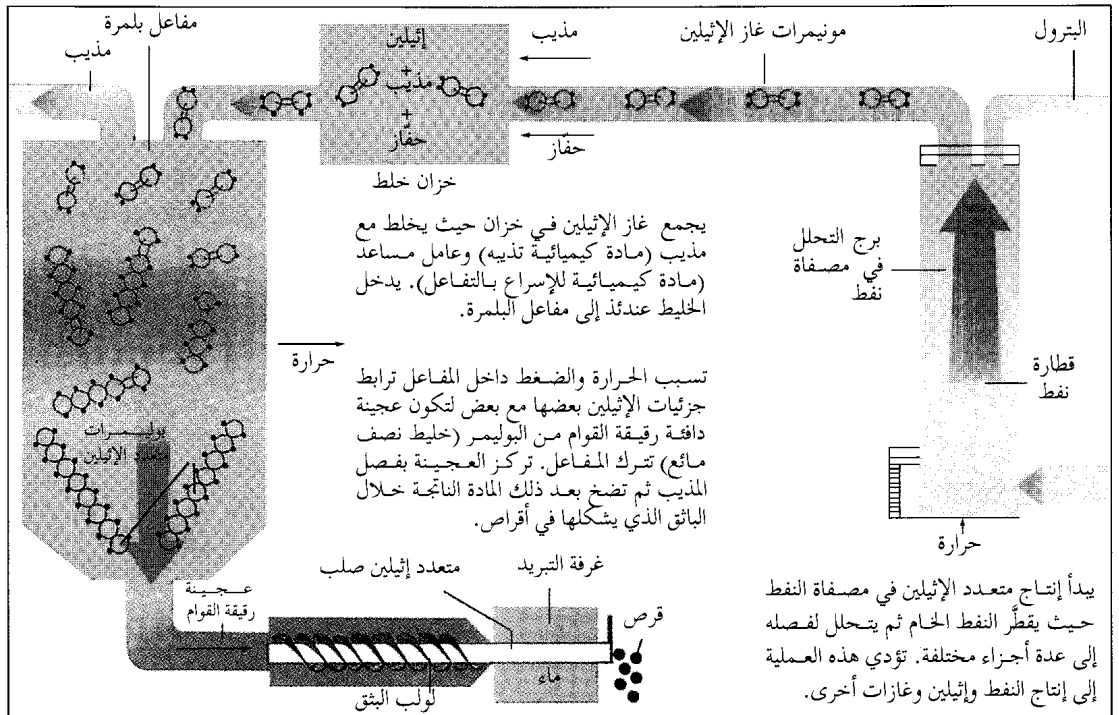 البترول
مونيمرات غاز الإثيلين
مذيب
حفّاز
إثيلين
+
مذيب
+
حفّاز
خزان خلط
مفاعل بلمرة
مذيب
برج التحلل
في مصفاة
نفط
قطارة
نفط
حرارة
يبدأ إنتاج متعدد الإثيلين في مصفاة النفط
حيث يقطَّر النفط الخام ثم يتحلل لفصله
إلى عدة أجزاء مختلفة. تؤدي هذه العملية
إلى إنتاج النفط وإثيلين وغازات أخرى.
يجمع غاز الإثيلين في خزان حيث يخلط مع
مذيب (مادة كيميائية تذيبه) وعامل مساعد
(مادة كيميائية للإسراع بالتفاعل). يدخل
الخليط عندئذ إلى مفاعل البلمرة.
حرارة
تسبب الحرارة والضغط داخل المفاعل ترابط
جزئيات الإثيلين بعضها مع بعض لتكون عجينة
دافئة رقيقة القوام من البوليمر (خليط نصف
مائع) تترك المفاعل. تركز العجينة بفصل
المذيب ثم تضخ بعد ذلك المادة الناتجة خلال
الباثق الذي يشكلها في أقراص.
بوليمرات
متعدد الإثيلين
عجينة
رقيقة القوام
متعدد إثيلين صلب
غرفة التبريد
قرص
ماء
لولب البثق